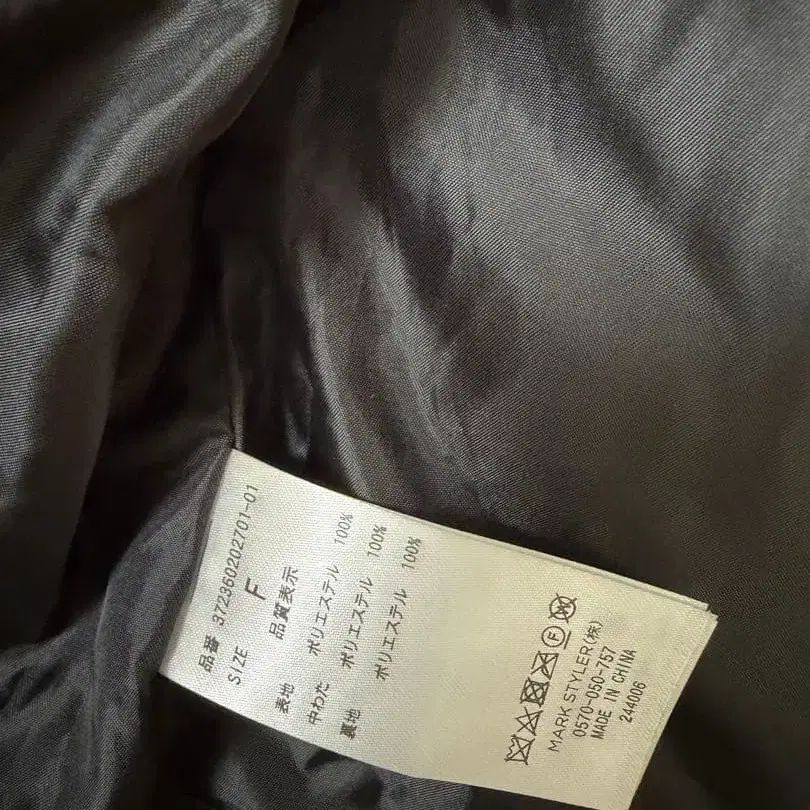 品番 372360202701-01
SIZE F
品質表示
表地 ポリエステル 100%
中わた ポリエステル 100%
裏地 ポリエステル 100%
F
MARK STYLER(株)
0570-050-757
MADE IN CHINA
244006